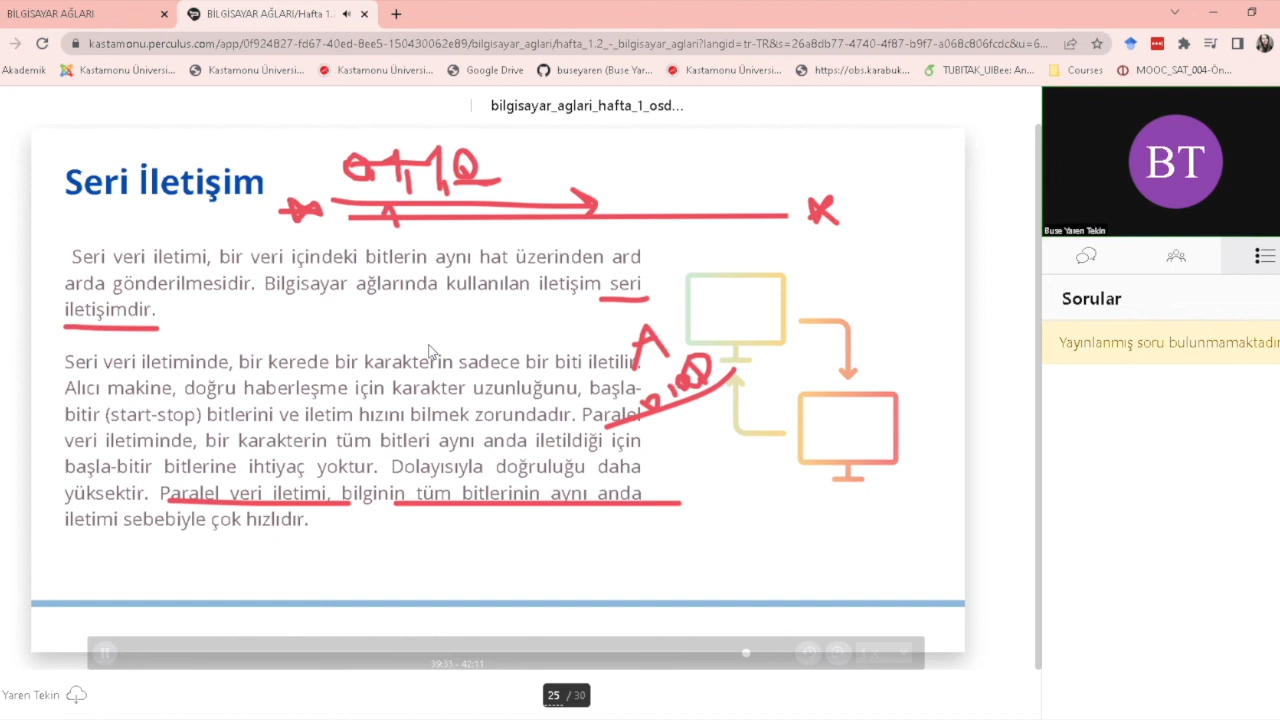 BİLGİSAYAR AĞLARI
BİLGİSAYAR AĞLARI/Hafta 1..
kastamonu.perculus.com/app/0f924827-fd67-40ed-8ee5-1504300620f9/bilgisayar_aglari/hafta_1.2_-_bilgisayar_aglari?langid=tr-TR&s=26a8db77-4740-4f87-b9f7-a068c806fcdc&u=6...
Akademik
Kastamonu Üniversi...
Kastamonu Üniversi...
Kastamonu Üniversi...
Google Drive
buseyaren (Buse Yar...
Kastamonu Üniversi...
https://obs.karabuk...
TUBITAK_UIBee: An...
Courses
MOOC_SAT_004-Ön...
bilgisayar_aglari_hafta_1_osd...
Seri İletişim
Seri veri iletimi, bir veri içindeki bitlerin aynı hat üzerinden ard
arda gönderilmesidir. Bilgisayar ağlarında kullanılan iletişim seri
iletişimdir.
Seri veri iletiminde, bir kerede bir karakterin sadece bir biti iletilir.
Alıcı makine, doğru haberleşme için karakter uzunluğunu, başla-
bitir (start-stop) bitlerini ve iletim hızını bilmek zorundadır. Paralel
veri iletiminde, bir karakterin tüm bitleri aynı anda iletildiği için
başla-bitir bitlerine ihtiyaç yoktur. Dolayısıyla doğruluğu daha
yüksektir. Paralel veri iletimi, bilginin tüm bitlerinin aynı anda
iletimi sebebiyle çok hızlıdır.
A
39:33 - 42:11
1 x
Yaren Tekin
25 / 30
BT
Buse Yaren Tekin
Sorular
Yayınlanmış soru bulunmamaktadır